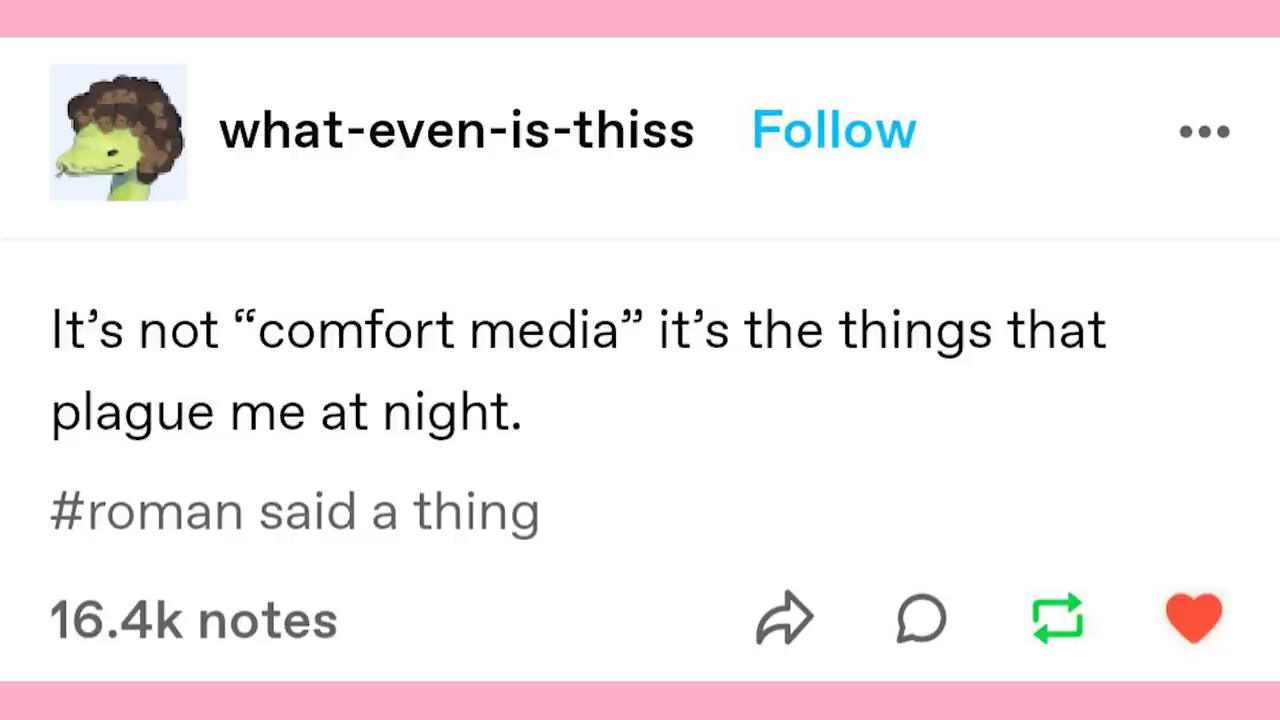 what-even-is-thiss Follow
It’s not “comfort media” it’s the things that
plague me at night.
#roman said a thing
16.4k notes